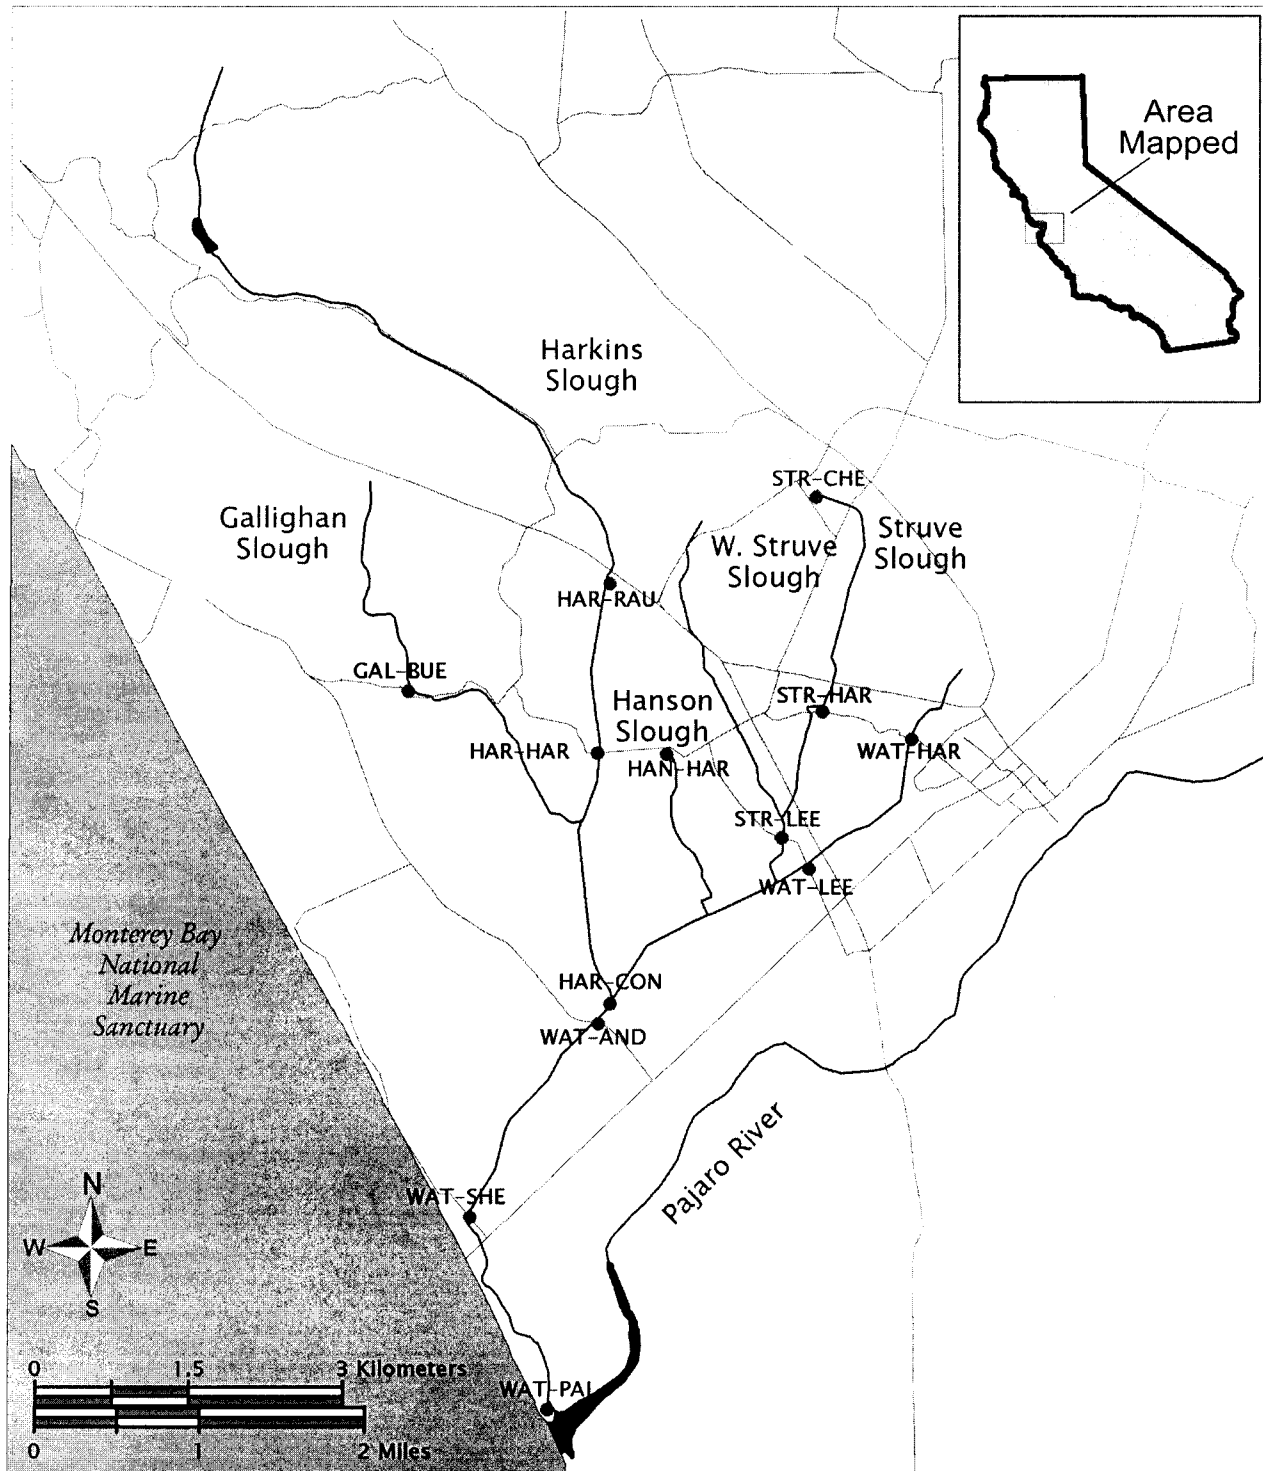 Area
Mapped
Harkins
Slough
STR-CHE
Gallighan
Slough
W. Struve
Slough
Struve
Slough
HAR-RAU
GAL-BUE
Hanson
Slough
STR-HAR
HAR-HAR
HAN-HAR
WAT-HAR
STR-LEE
WAT-LEE
Monterey Bay
National
Marine
Sanctuary
HAR-CON
WAT-AND
Pajaro River
WAT-SHE
N
W
E
S
0 1.5 3 Kilometers
WAT-PAJ
0 1 2 Miles